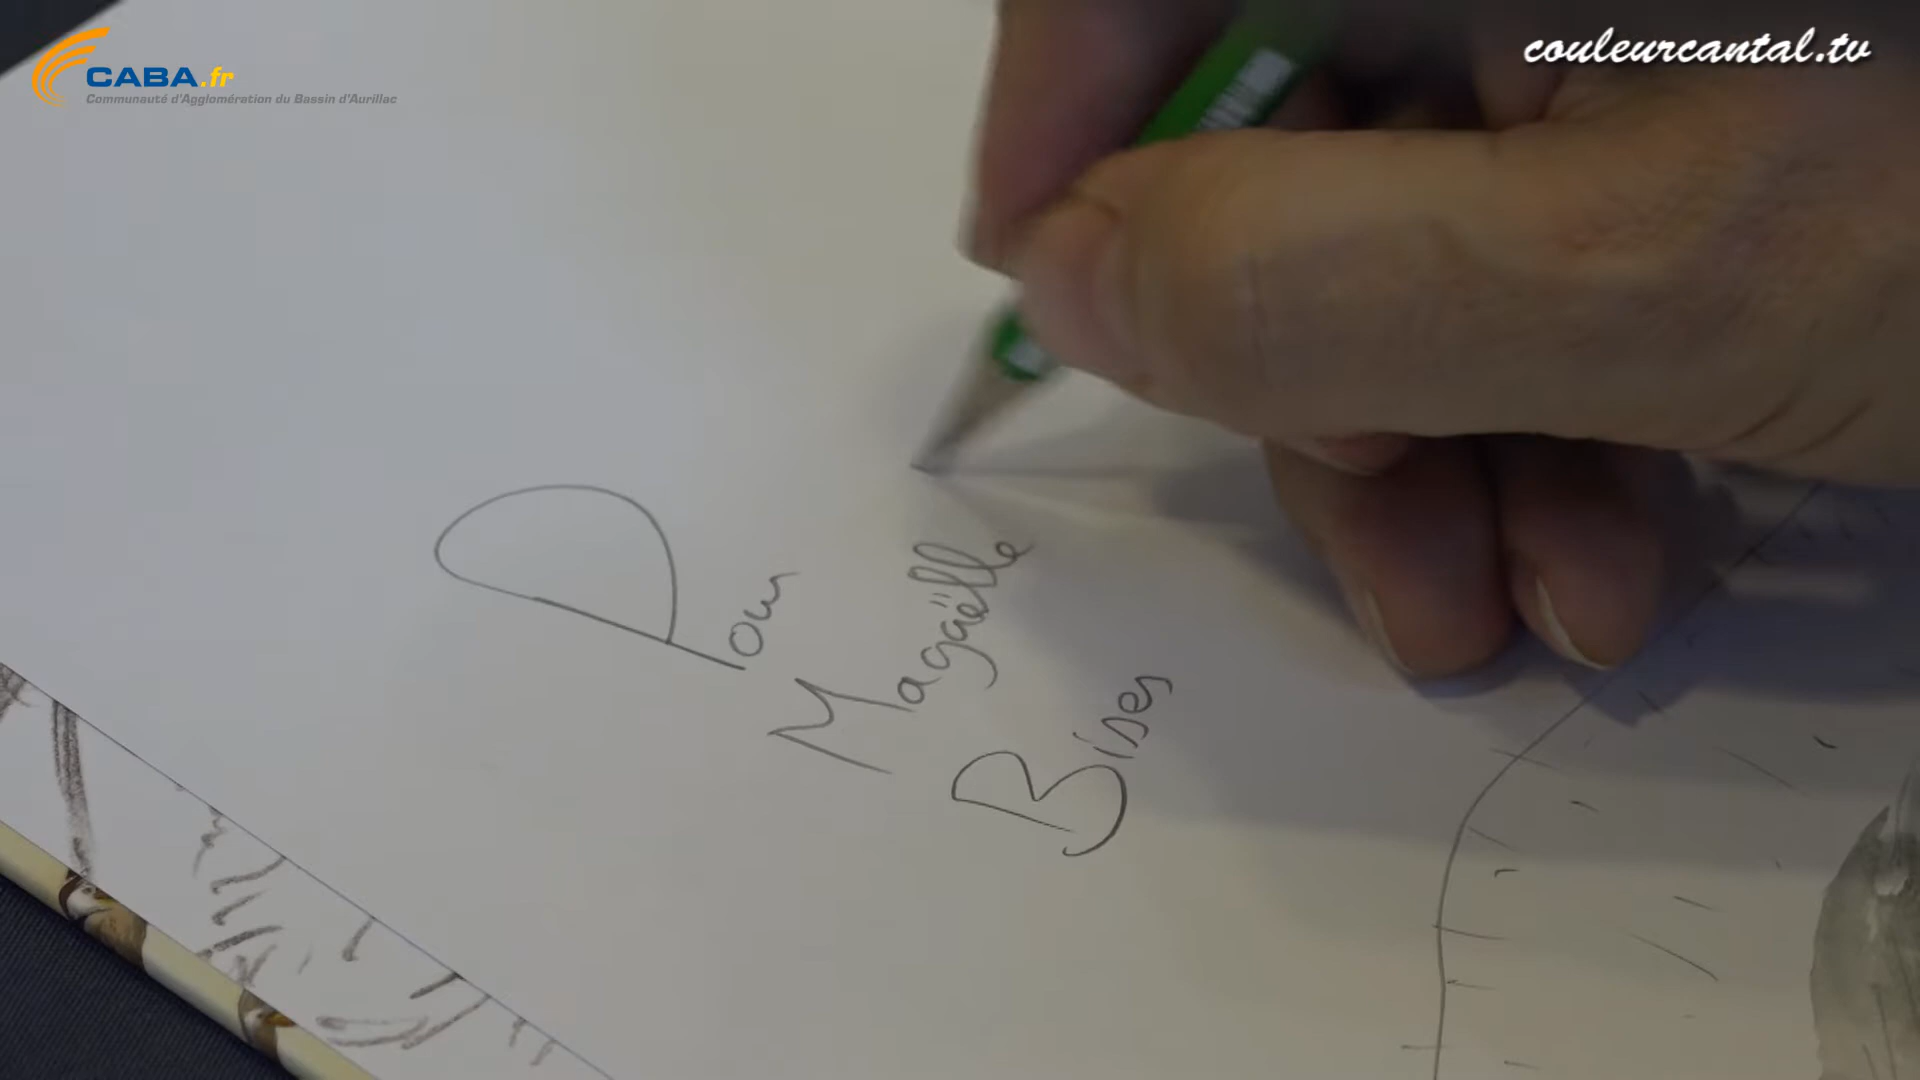 CABA.fr
Communauté d'Agglomération du Bassin d'Aurillac
couleurcantal.tv
Pour
Magaëlle
Bises